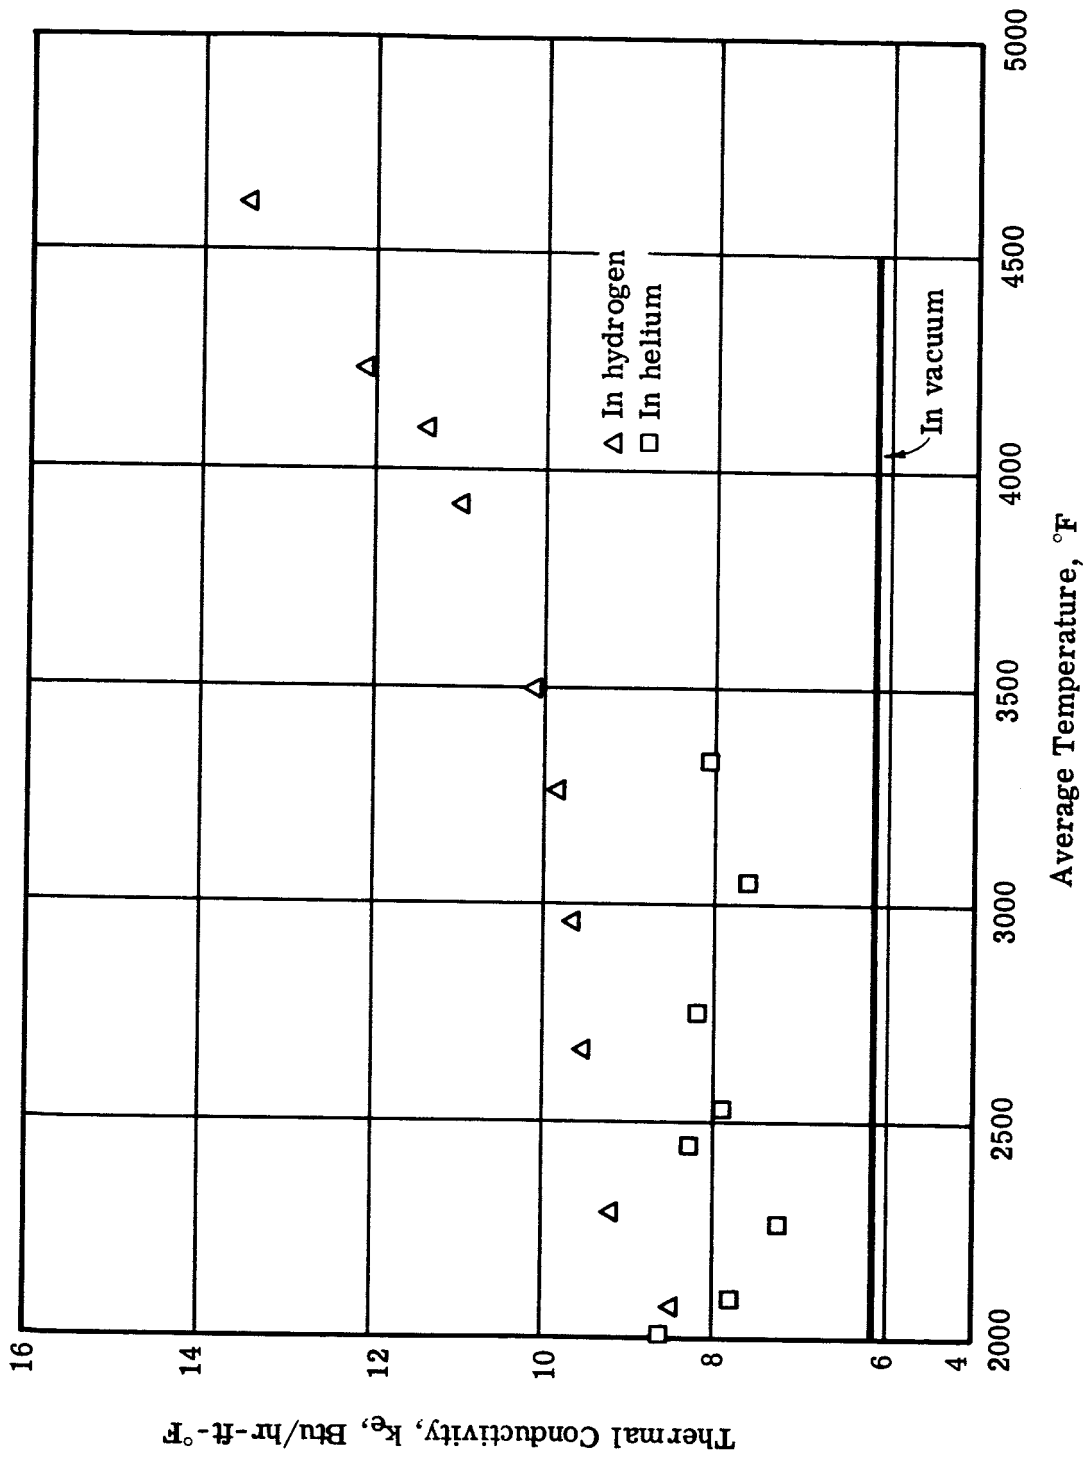 Thermal Conductivity, kₑ, Btu/hr-ft-°F
16
14
12
10
8
6
4
△ In hydrogen
□ In helium
In vacuum
2000
2500
3000
3500
4000
4500
5000
Average Temperature, °F